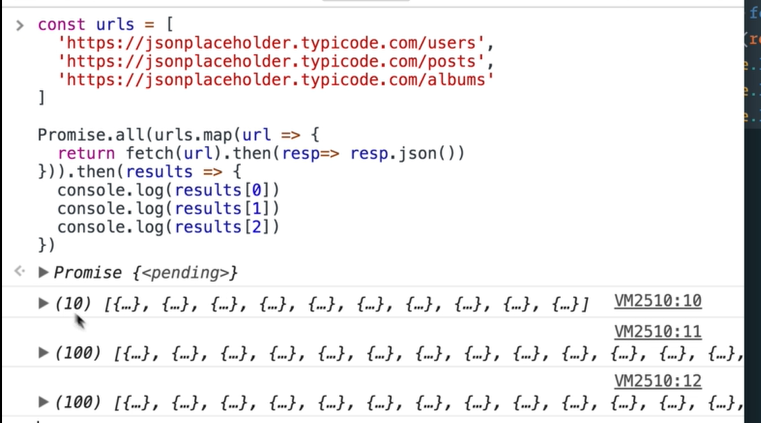 const urls = [
'https://jsonplaceholder.typicode.com/users',
'https://jsonplaceholder.typicode.com/posts',
'https://jsonplaceholder.typicode.com/albums'
]
Promise.all(urls.map(url => {
return fetch(url).then(resp=> resp.json())
})).then(results => {
console.log(results[0])
console.log(results[1])
console.log(results[2])
})
Promise {<pending>}
(10) [{…}, {…}, {…}, {…}, {…}, {…}, {…}, {…}, {…}, {…}] VM2510:10
VM2510:11
(100) [{…}, {…}, {…}, {…}, {…}, {…}, {…}, {…}, {…}, {…}, {…}, {…}, {…},
VM2510:12
(100) [{…}, {…}, {…}, {…}, {…}, {…}, {…}, {…}, {…}, {…}, {…}, {…}, {…},